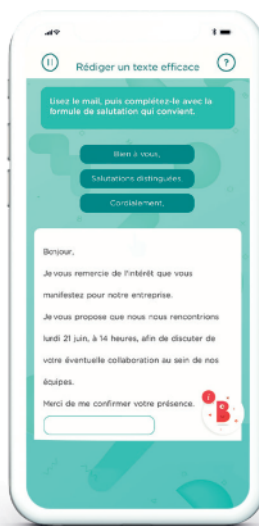 Rédiger un texte efficace
?
Lisez le mail, puis complétez-le avec la
formule de salutation qui convient.
Bien à vous,
Salutations distinguées,
Cordialement,
Bonjour,
Je vous remercie de l'intérêt que vous
manifestez pour notre entreprise.
Je vous propose que nous nous rencontrions
lundi 21 juin, à 14 heures, afin de discuter de
votre éventuelle collaboration au sein de nos
équipes.
Merci de me confirmer votre présence.
i
B